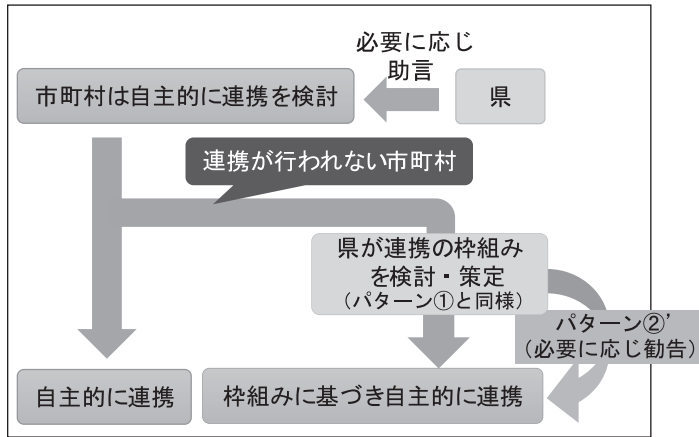 必要に応じ
助言
市町村は自主的に連携を検討
県
連携が行われない市町村
県が連携の枠組み
を検討・策定
（パターン①と同様）
パターン②’
（必要に応じ勧告）
自主的に連携
枠組みに基づき自主的に連携